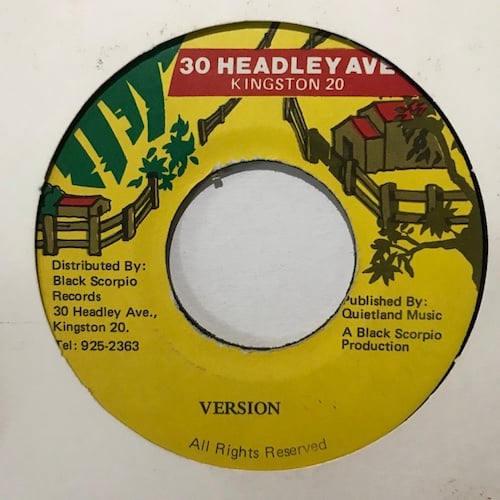 30 HEADLEY AVE
KINGSTON 20
Distributed By:
Black Scorpio
Records
30 Headley Ave.,
Kingston 20.
Tel: 925-2363
Published By:
Quietland Music
A Black Scorpio
Production
VERSION
All Rights Reserved